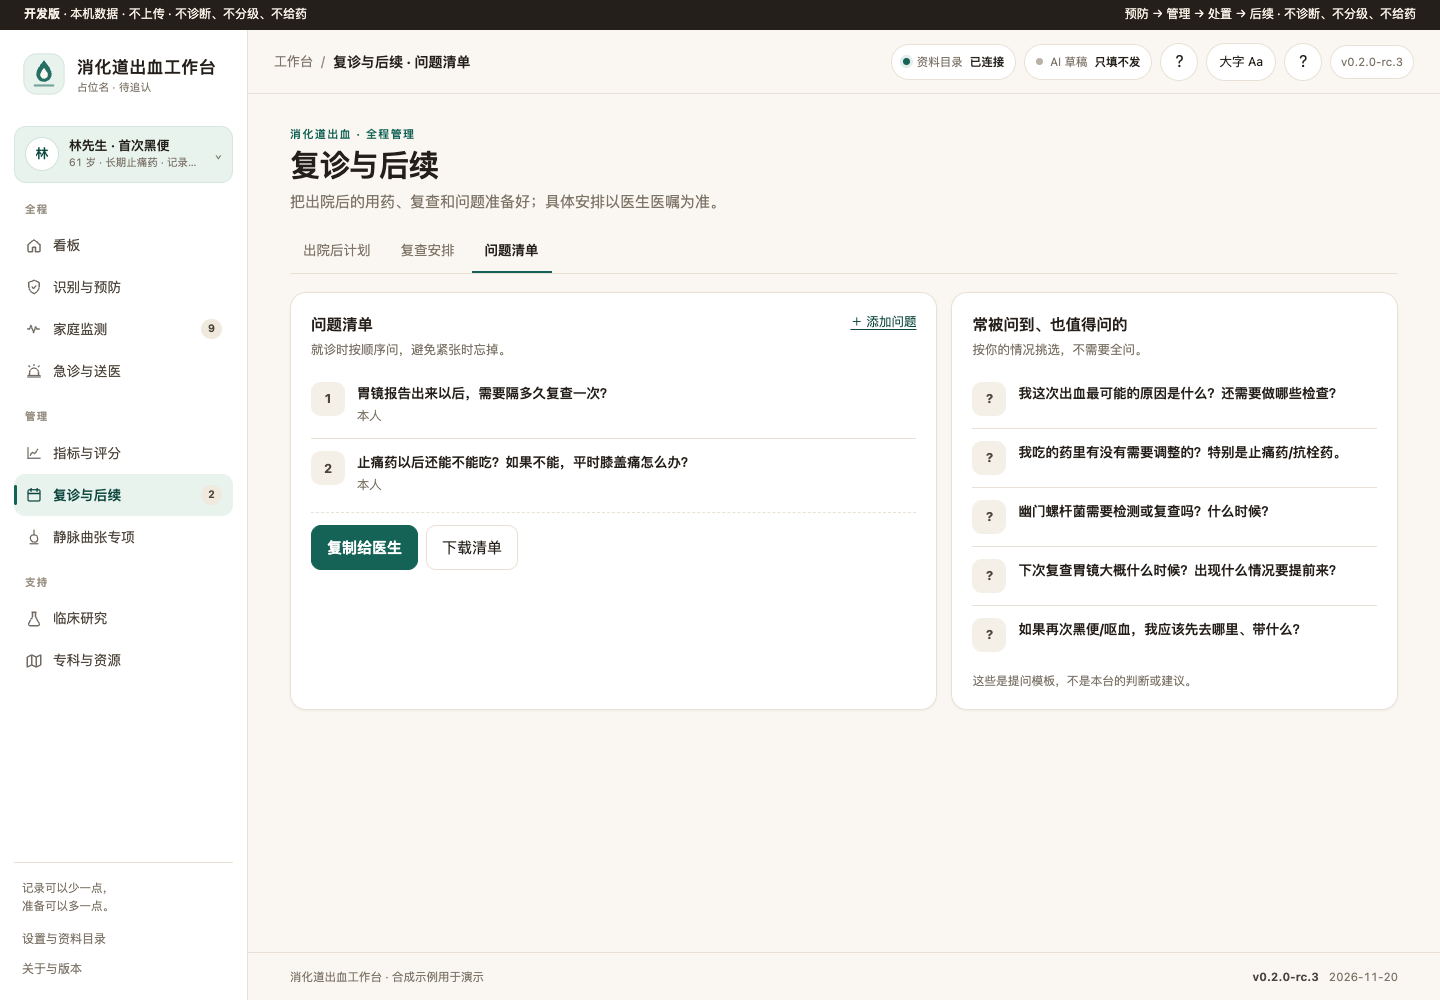 开发版 · 本机数据 · 不上传 · 不诊断、不分级、不给药
预防 → 管理 → 处置 → 后续 · 不诊断、不分级、不给药
消化道出血工作台
占位名 · 待追认
林
林先生 · 首次黑便
61 岁 · 长期止痛药 · 记录...
全程
看板
识别与预防
家庭监测
9
急诊与送医
管理
指标与评分
复诊与后续
2
静脉曲张专项
支持
临床研究
专科与资源
记录可以少一点，
准备可以多一点。
设置与资料目录
关于与版本
工作台 / 复诊与后续 · 问题清单
资料目录 已连接
AI 草稿 只填不发
?
大字 Aa
?
v0.2.0-rc.3
消化道出血 · 全程管理
复诊与后续
把出院后的用药、复查和问题准备好；具体安排以医生医嘱为准。
出院后计划
复查安排
问题清单
问题清单
＋ 添加问题
就诊时按顺序问，避免紧张时忘掉。
1
胃镜报告出来以后，需要隔多久复查一次？
本人
2
止痛药以后还能不能吃？如果不能，平时膝盖痛怎么办？
本人
复制给医生
下载清单
常被问到、也值得问的
按你的情况挑选，不需要全问。
?
我这次出血最可能的原因是什么？还需要做哪些检查？
?
我吃的药里有没有需要调整的？特别是止痛药/抗栓药。
?
幽门螺杆菌需要检测或复查吗？什么时候？
?
下次复查胃镜大概什么时候？出现什么情况要提前来？
?
如果再次黑便/呕血，我应该先去哪里、带什么？
这些是提问模板，不是本台的判断或建议。
消化道出血工作台 · 合成示例用于演示
v0.2.0-rc.3 2026-11-20